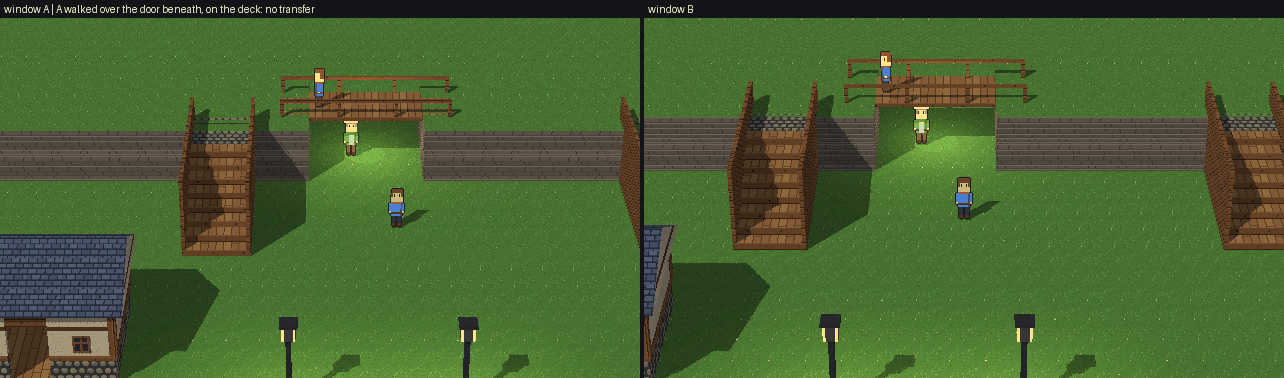 window A | A walked over the door beneath, on the deck: no transfer
window B